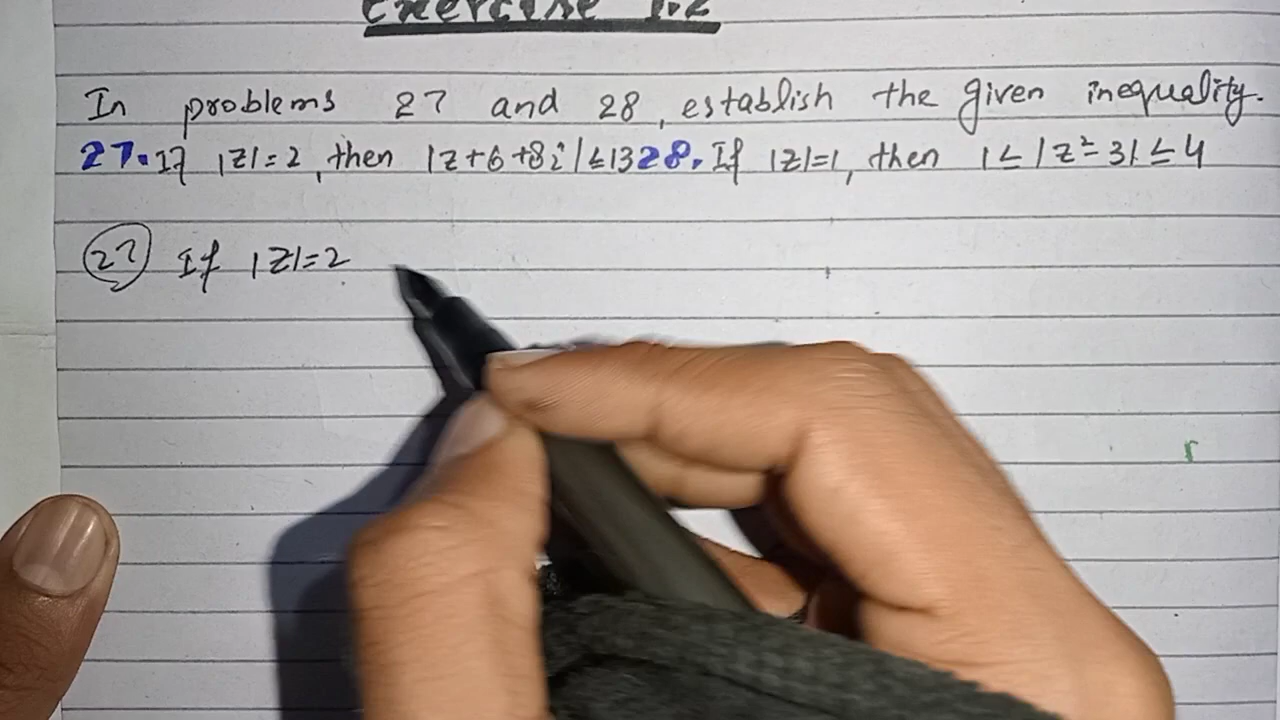 Exercise 1.2
In problems 27 and 28, establish the given inequality.
27. If |z|=2, then |z+6+8i|≤13 28. If |z|=1, then 1≤|z²-3|≤4
(27) If |z|=2
r